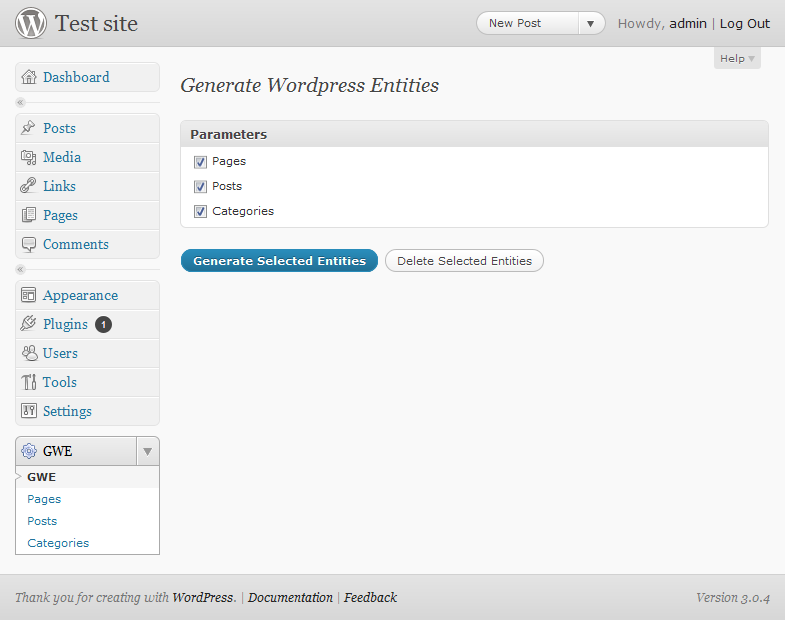 Test site
New Post
Howdy, admin | Log Out
Help
Dashboard
Posts
Media
Links
Pages
Comments
Appearance
Plugins 1
Users
Tools
Settings
GWE
GWE
Pages
Posts
Categories
Generate Wordpress Entities
Parameters
Pages
Posts
Categories
Generate Selected Entities
Delete Selected Entities
Thank you for creating with WordPress. | Documentation | Feedback
Version 3.0.4